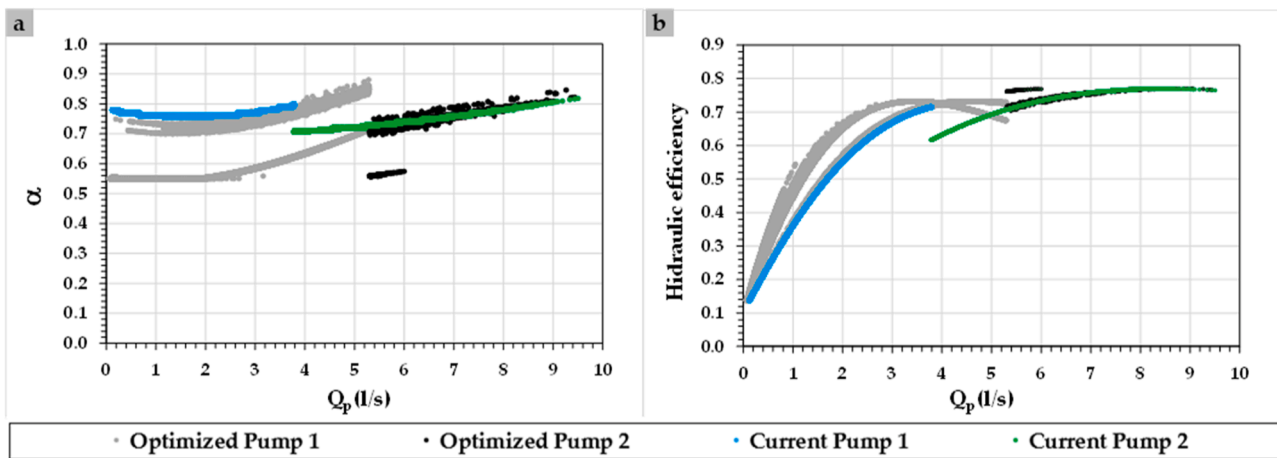 a
b
1.0
0.9
0.8
0.7
0.6
0.5
0.4
0.3
0.2
0.1
0.0
α
0 1 2 3 4 5 6 7 8 9 10
Qp (l/s)
0.9
0.8
0.7
0.6
0.5
0.4
0.3
0.2
0.1
0.0
Hidraulic efficiency
0 1 2 3 4 5 6 7 8 9 10
Qp (l/s)
Optimized Pump 1 Optimized Pump 2 Current Pump 1 Current Pump 2